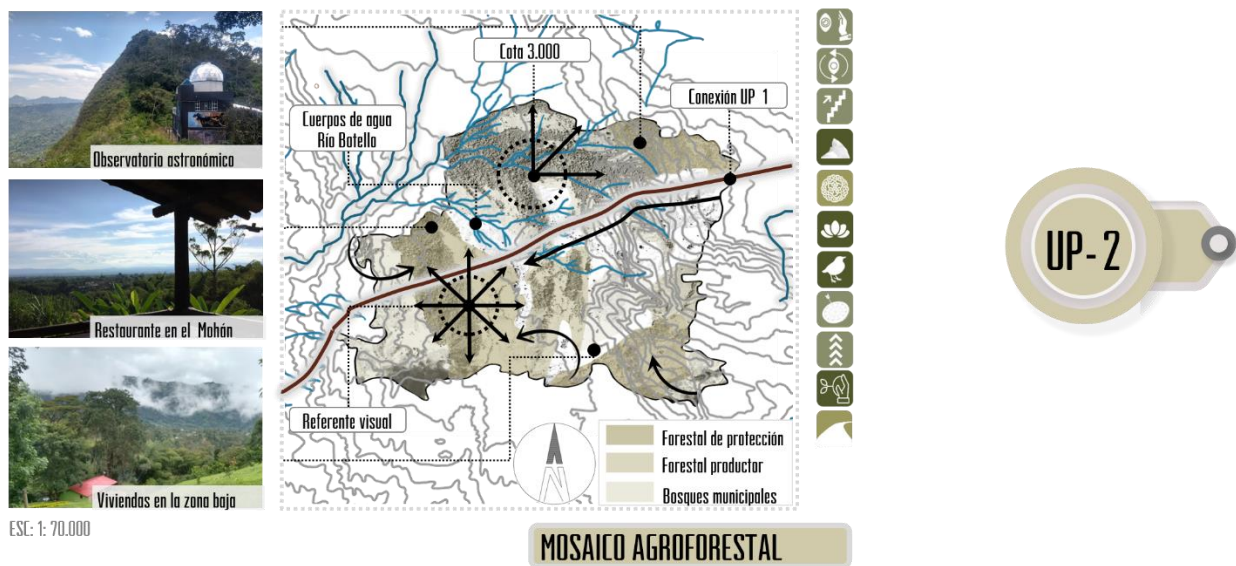 Observatorio astronómico
Restaurante en el Mohán
Viviendas en la zona baja
ESC: 1: 70.000
Cota 3.000
Conexión UP 1
Cuerpos de agua
Río Botello
Referente visual
N
Forestal de protección
Forestal productor
Bosques municipales
MOSAICO AGROFORESTAL
UP- 2